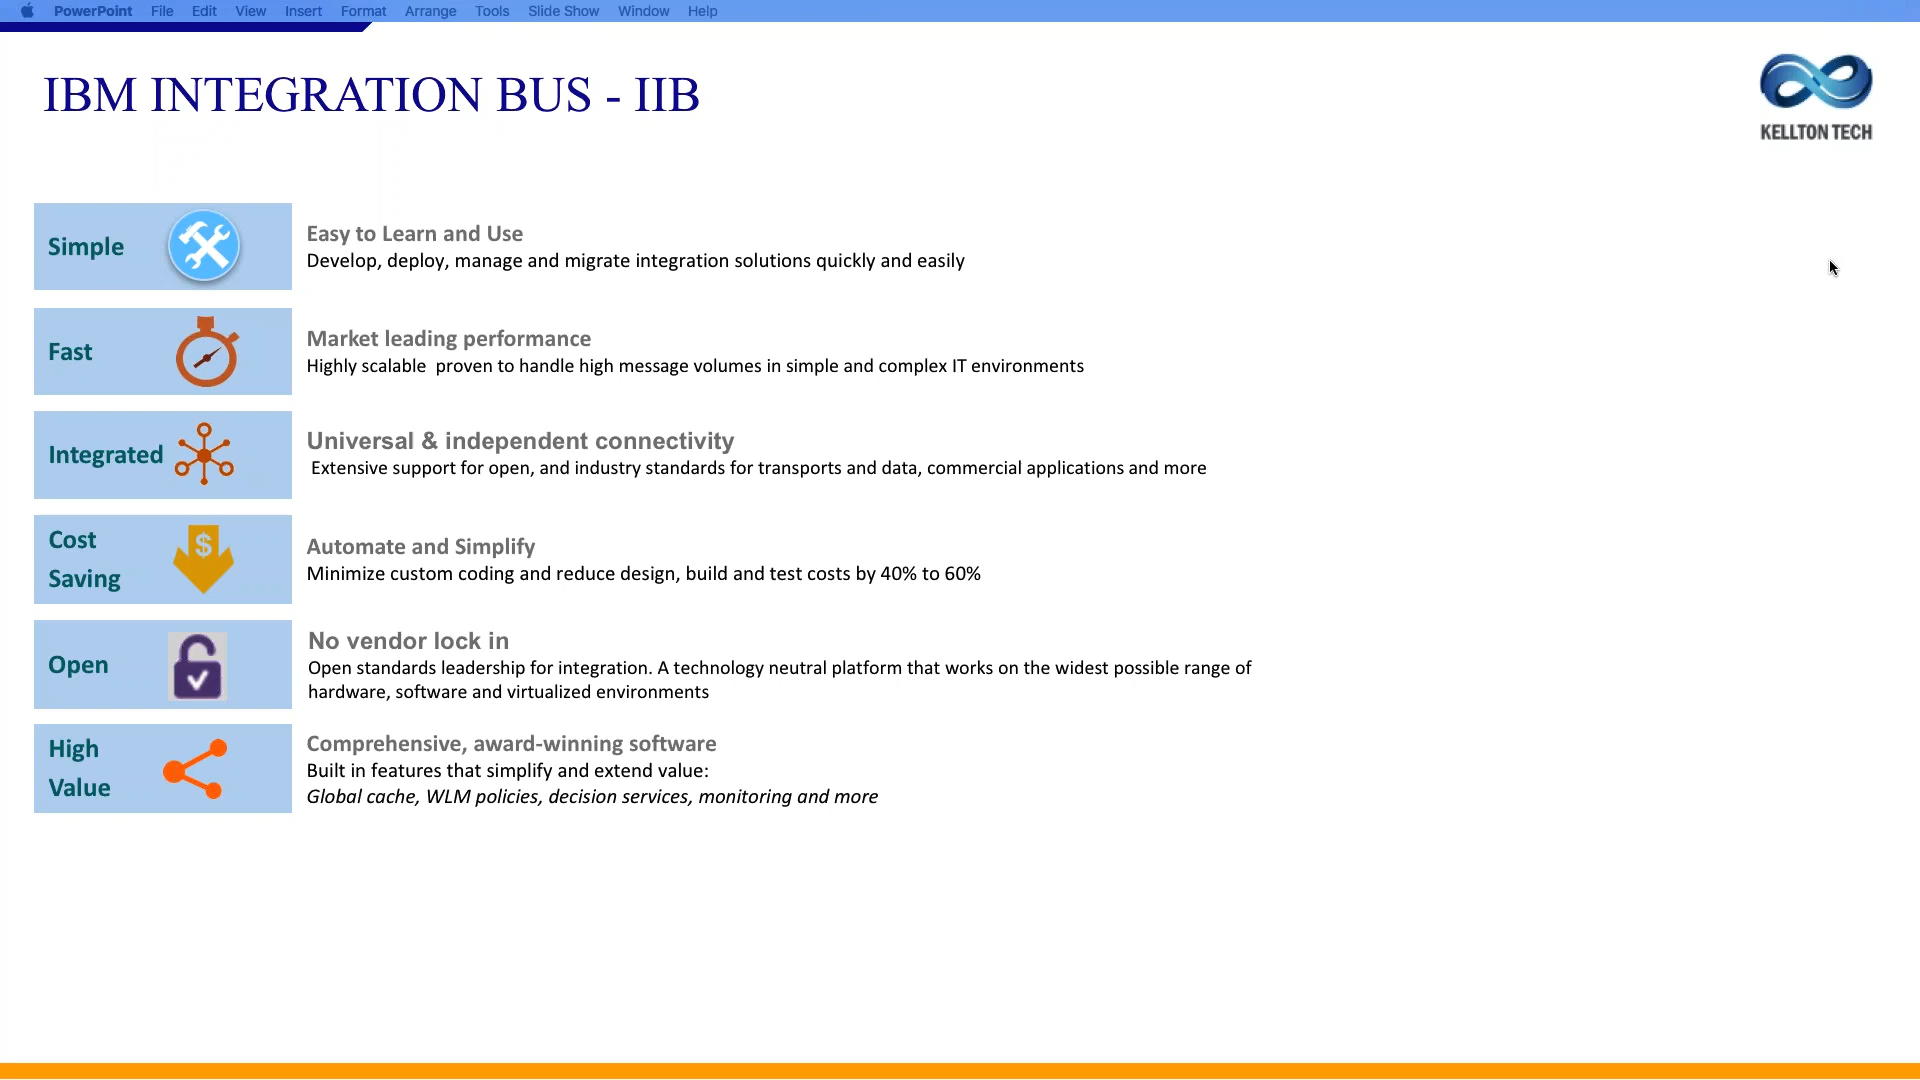 PowerPoint File Edit View Insert Format Arrange Tools Slide Show Window Help
IBM INTEGRATION BUS - IIB
KELLTON TECH
Simple
Easy to Learn and Use
Develop, deploy, manage and migrate integration solutions quickly and easily
Fast
Market leading performance
Highly scalable  proven to handle high message volumes in simple and complex IT environments
Integrated
Universal & independent connectivity
Extensive support for open, and industry standards for transports and data, commercial applications and more
Cost
Saving
$
Automate and Simplify
Minimize custom coding and reduce design, build and test costs by 40% to 60%
Open
No vendor lock in
Open standards leadership for integration. A technology neutral platform that works on the widest possible range of
hardware, software and virtualized environments
High
Value
Comprehensive, award-winning software
Built in features that simplify and extend value:
Global cache, WLM policies, decision services, monitoring and more